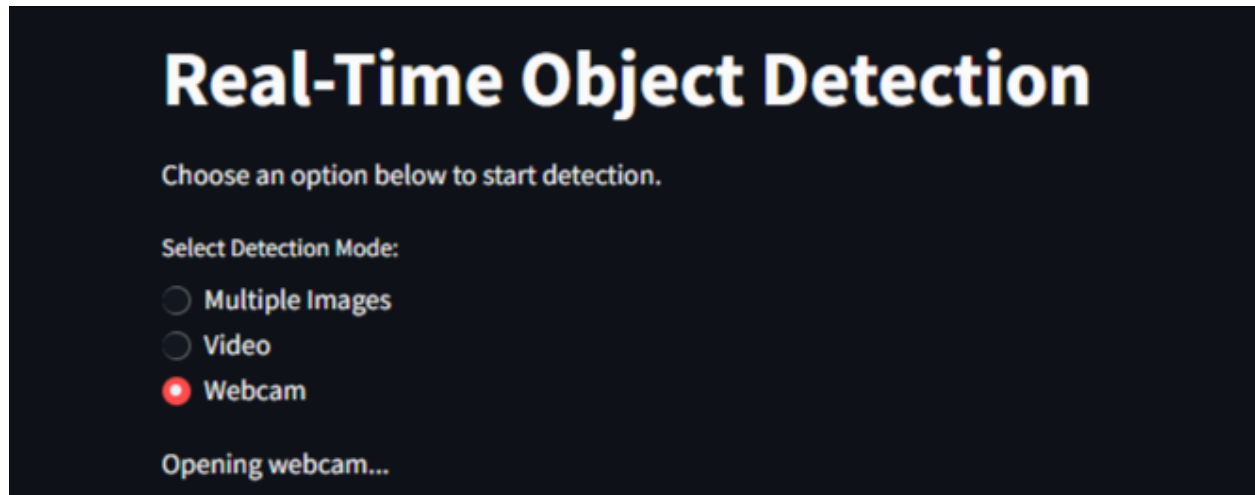 Real-Time Object Detection
Choose an option below to start detection.
Select Detection Mode:
Multiple Images
Video
Webcam
Opening webcam...